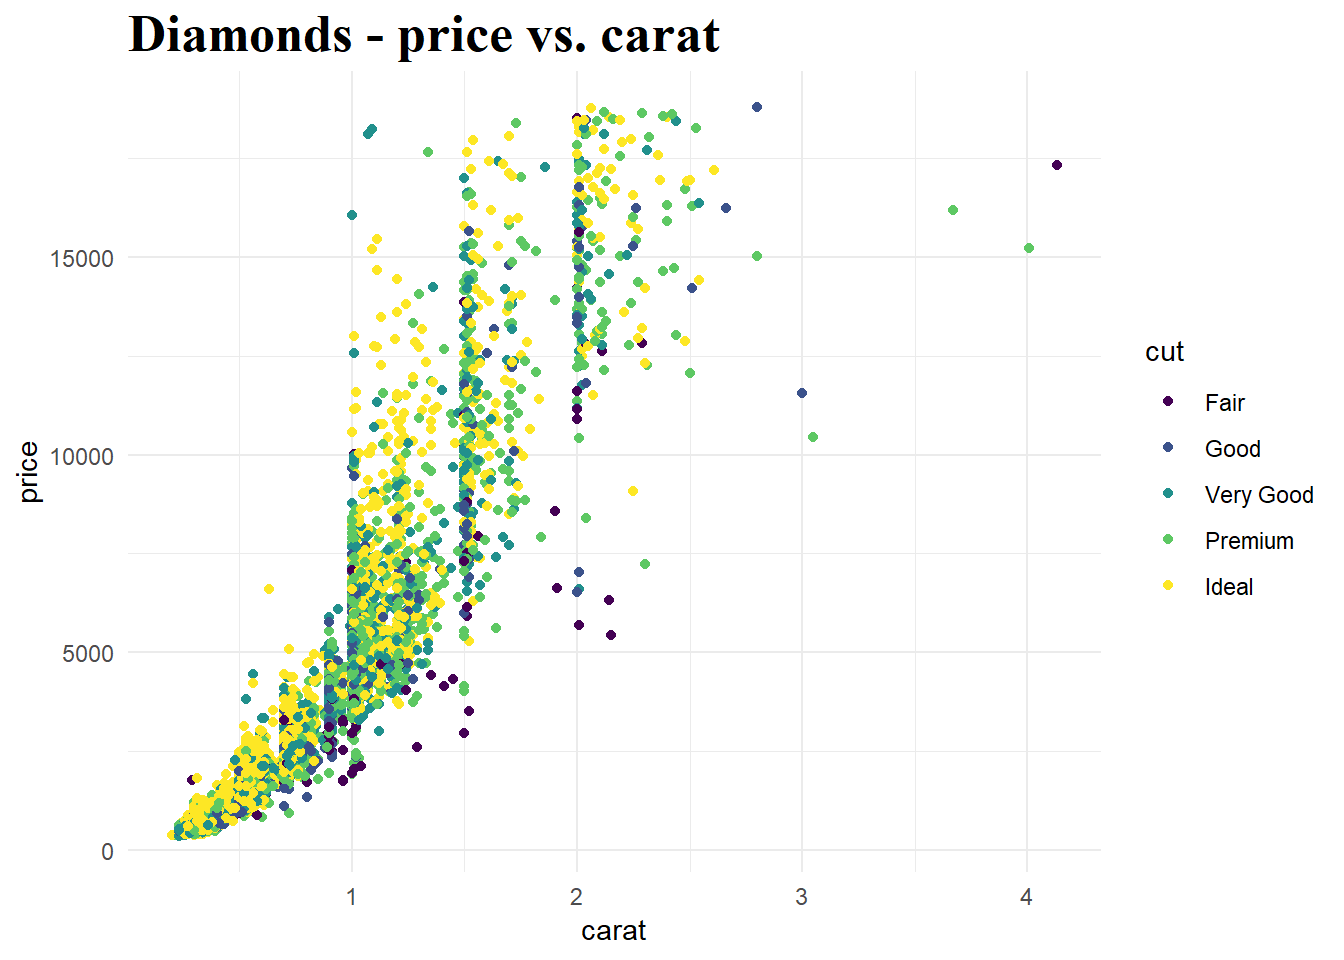 Diamonds - price vs. carat
price
15000
10000
5000
0
1
2
3
4
carat
cut
Fair
Good
Very Good
Premium
Ideal